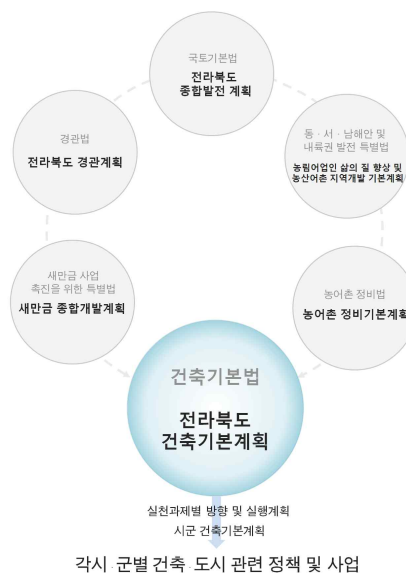 국토기본법
전라북도
종합발전 계획
경관법
전라북도 경관계획
동 · 서 · 남해안 및
내륙권 발전 특별법
농림어업인 삶의 질 향상 및
농산어촌 지역개발 기본계획
새만금 사업
촉진을 위한 특별법
새만금 종합개발계획
농어촌 정비법
농어촌 정비기본계획
건축기본법
전라북도
건축기본계획
실천과제별 방향 및 실행계획
시군 건축기본계획
각시 · 군별 건축 · 도시 관련 정책 및 사업